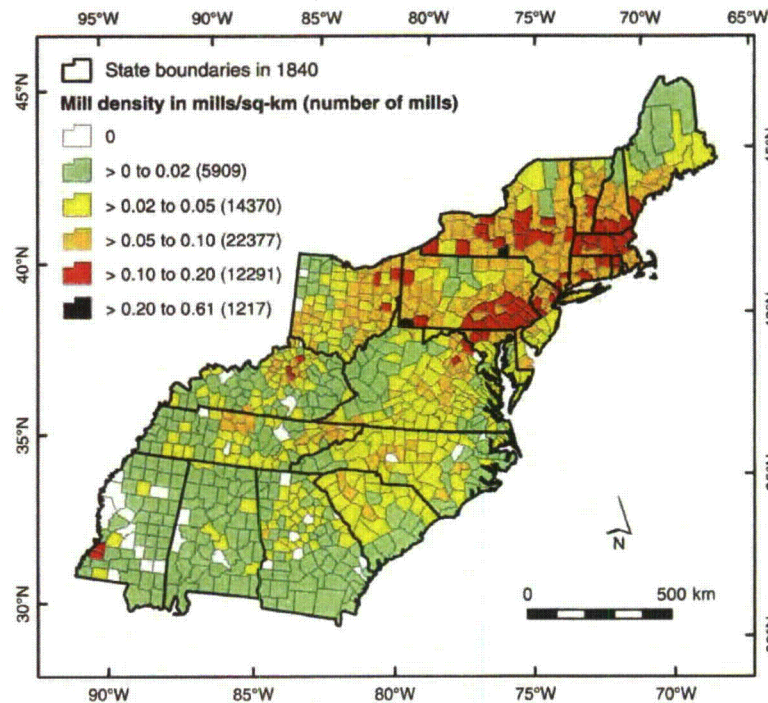 95°W 90°W 85°W 80°W 75°W 70°W 65°W
State boundaries in 1840
Mill density in mills/sq-km (number of mills)
0
> 0 to 0.02 (5909)
> 0.02 to 0.05 (14370)
> 0.05 to 0.10 (22377)
> 0.10 to 0.20 (12291)
> 0.20 to 0.61 (1217)
45°N
40°N
35°N
30°N
N
0 500 km
90°W 85°W 80°W 75°W 70°W